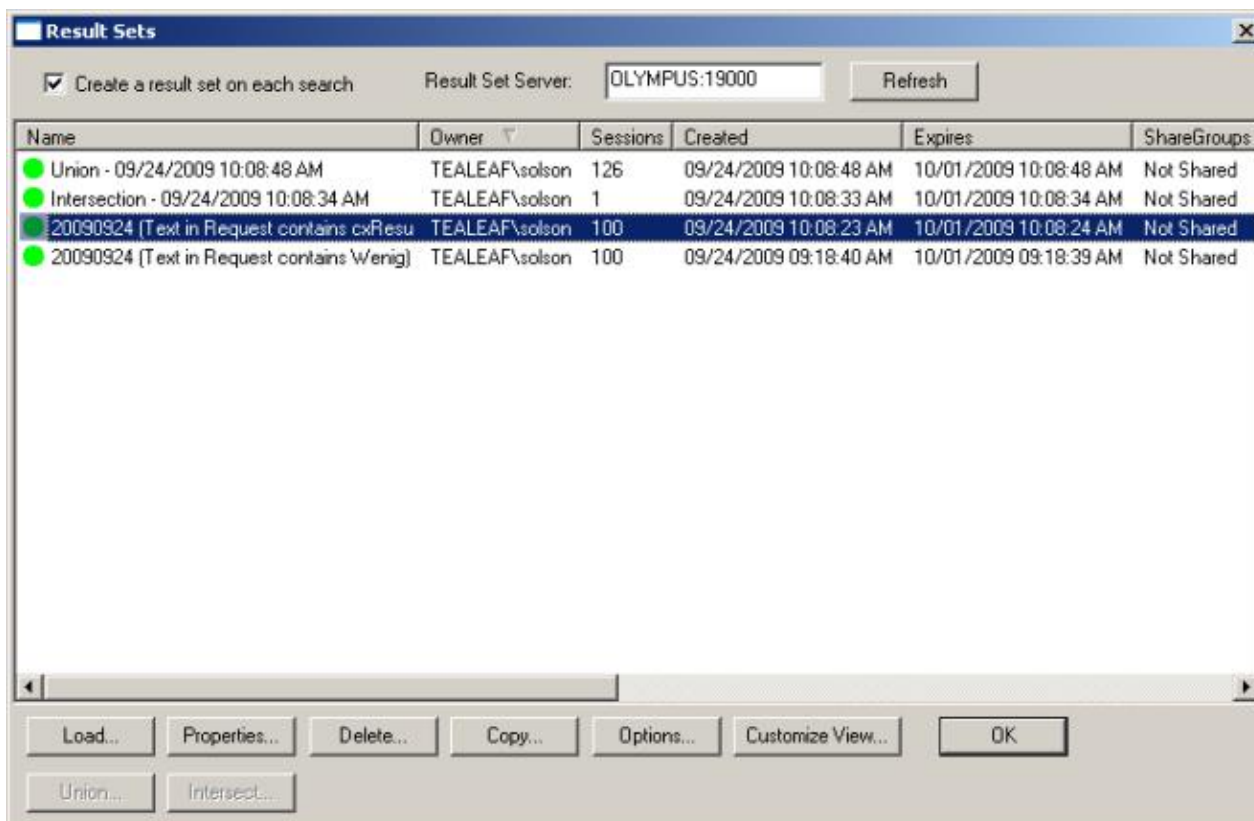 Result Sets
Create a result set on each search Result Set Server: OLYMPUS:19000 Refresh
Name Owner Sessions Created Expires ShareGroups
Union - 09/24/2009 10:08:48 AM TEALEAF\solson 126 09/24/2009 10:08:48 AM 10/01/2009 10:08:48 AM Not Shared
Intersection - 09/24/2009 10:08:34 AM TEALEAF\solson 1 09/24/2009 10:08:33 AM 10/01/2009 10:08:34 AM Not Shared
20090924 (Text in Request contains cxResu TEALEAF\solson 100 09/24/2009 10:08:23 AM 10/01/2009 10:08:24 AM Not Shared
20090924 (Text in Request contains Wenig) TEALEAF\solson 100 09/24/2009 09:18:40 AM 10/01/2009 09:18:39 AM Not Shared
Load... Properties... Delete... Copy... Options... Customize View... OK
Union... Intersect...